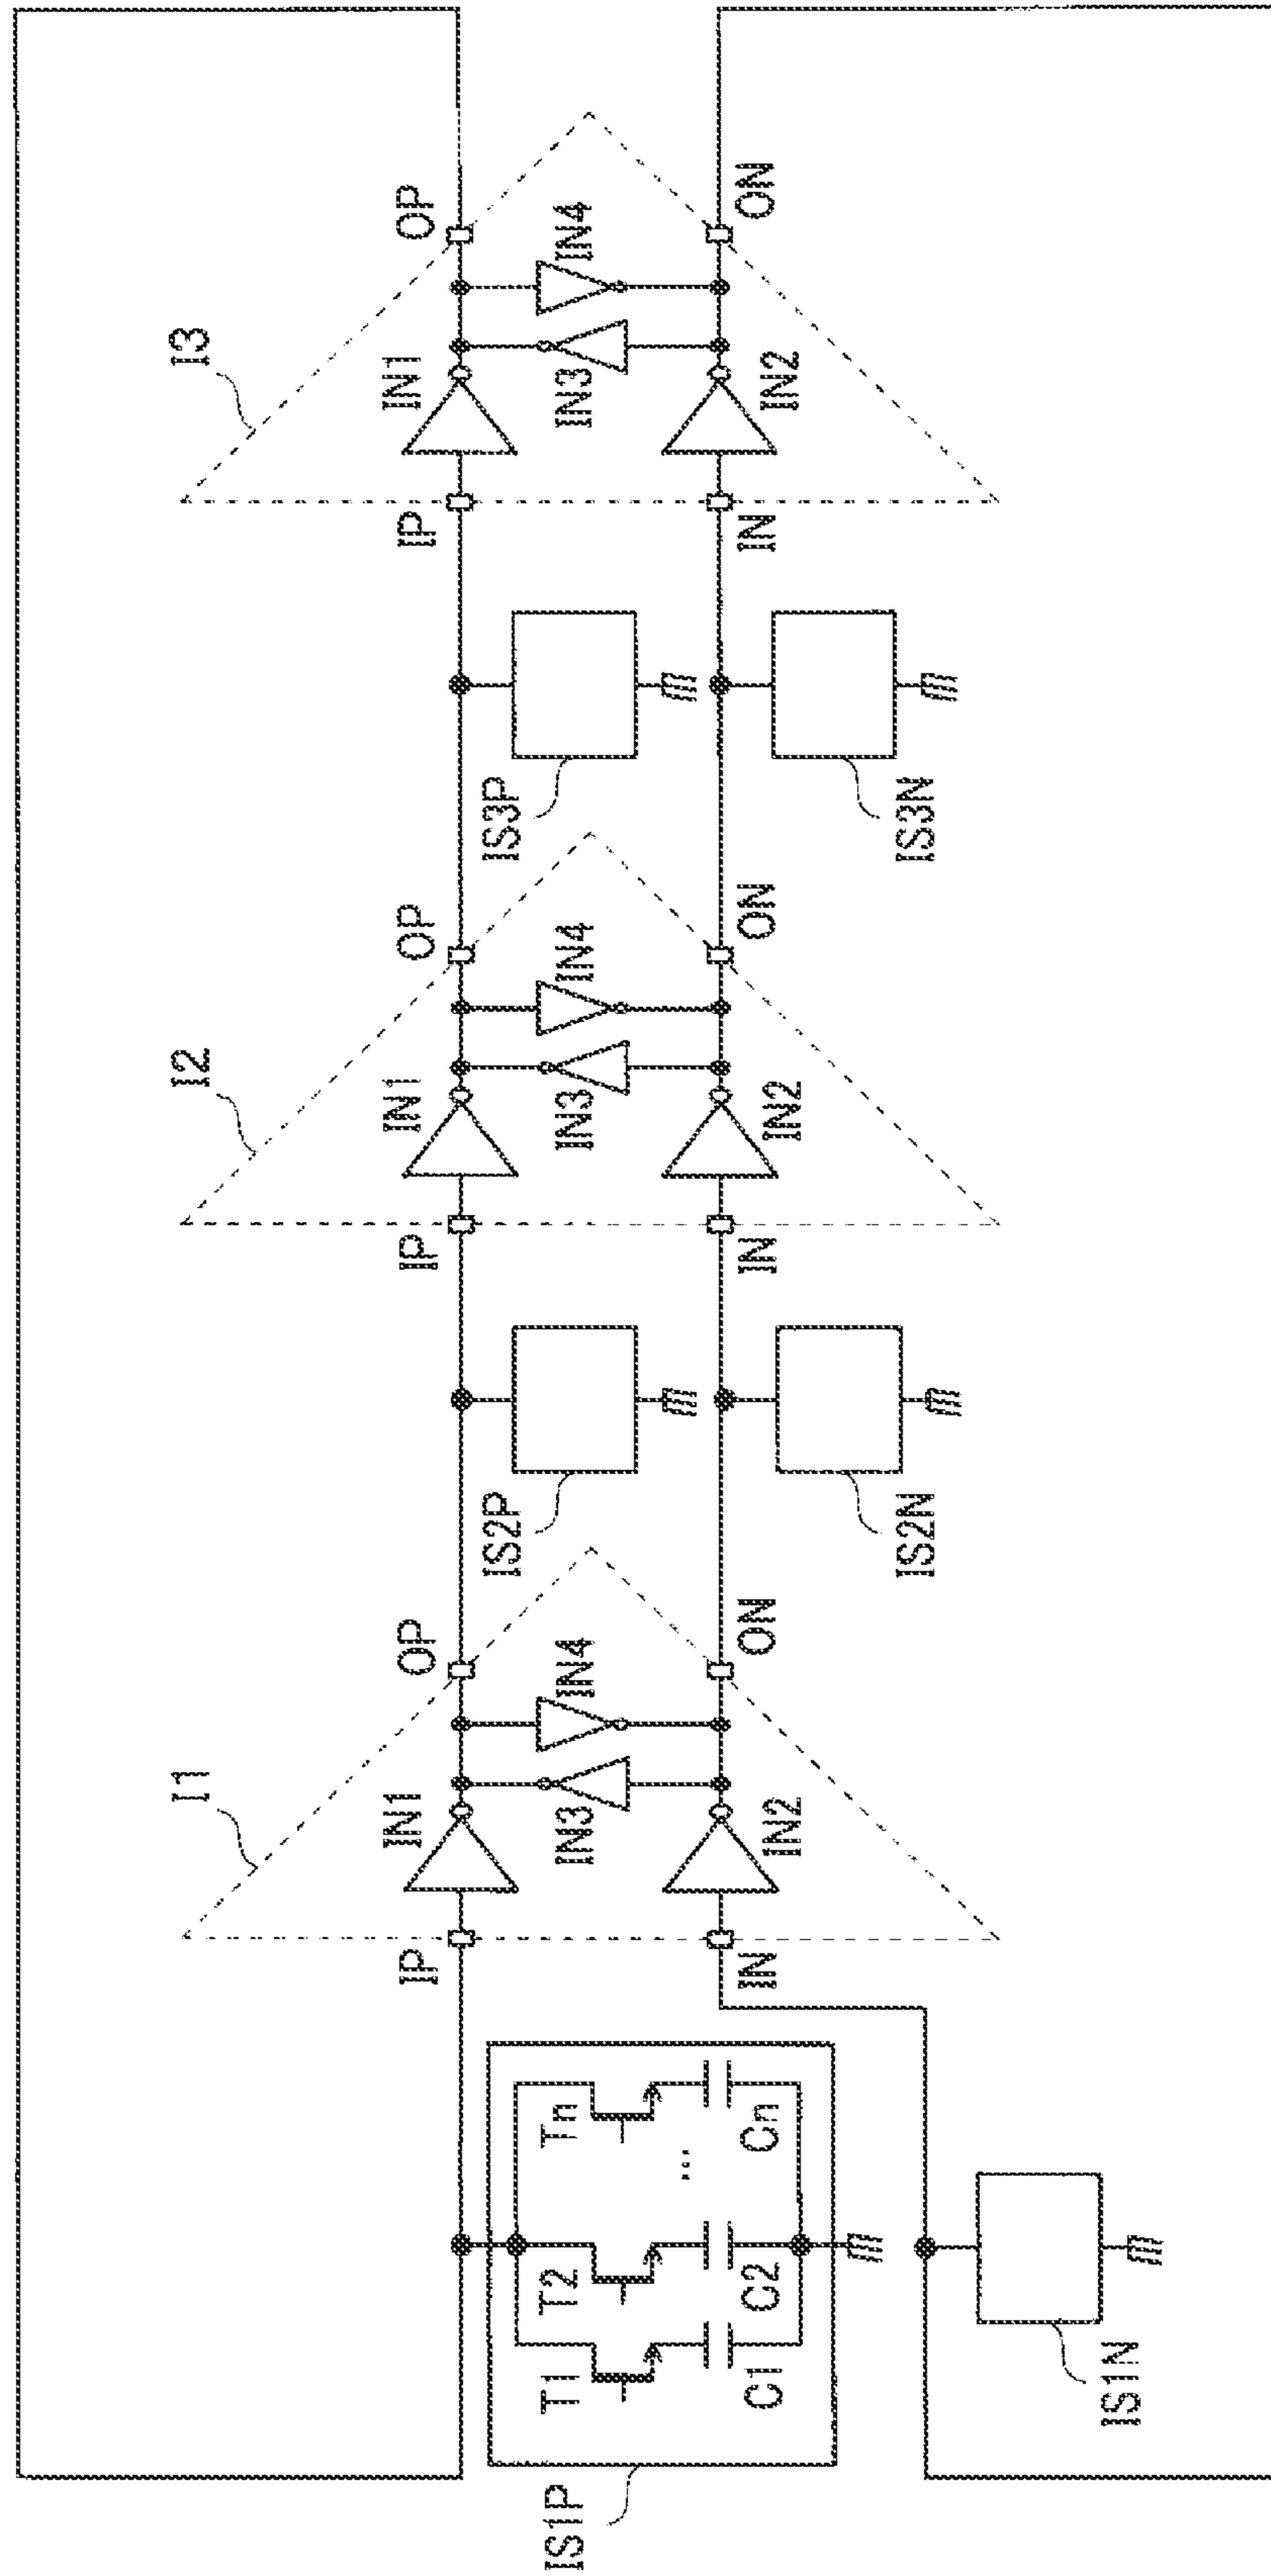 I1
I2
I3
IP
IN1
OP
IP
IN1
OP
IP
IN1
OP
IN3
IN4
IN3
IN4
IN3
IN4
IN
IN2
ON
IN
IN2
ON
IN
IN2
ON
IS1P
T1
T2
Tn
...
C1
C2
Cn
IS2P
IS3P
IS1N
IS2N
IS3N